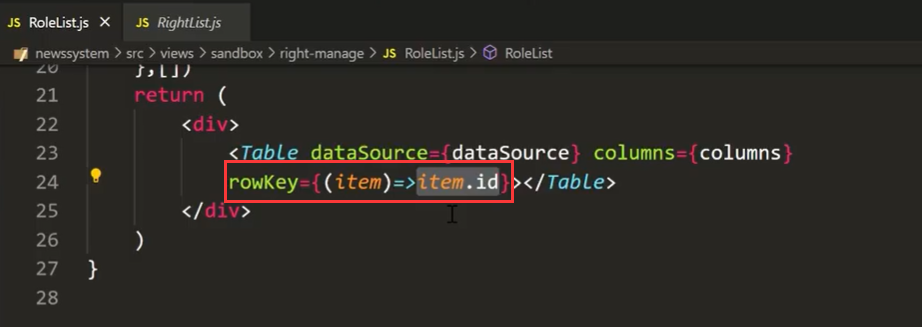 JS RoleList.js ×
JS RightList.js
newssystem > src > views > sandbox > right-manage > JS RoleList.js > RoleList
20 },[])
21 return (
22 <div>
23 <Table dataSource={dataSource} columns={columns}
24 rowKey={(item)=>item.id}></Table>
25 </div>
26 )
27 }
28